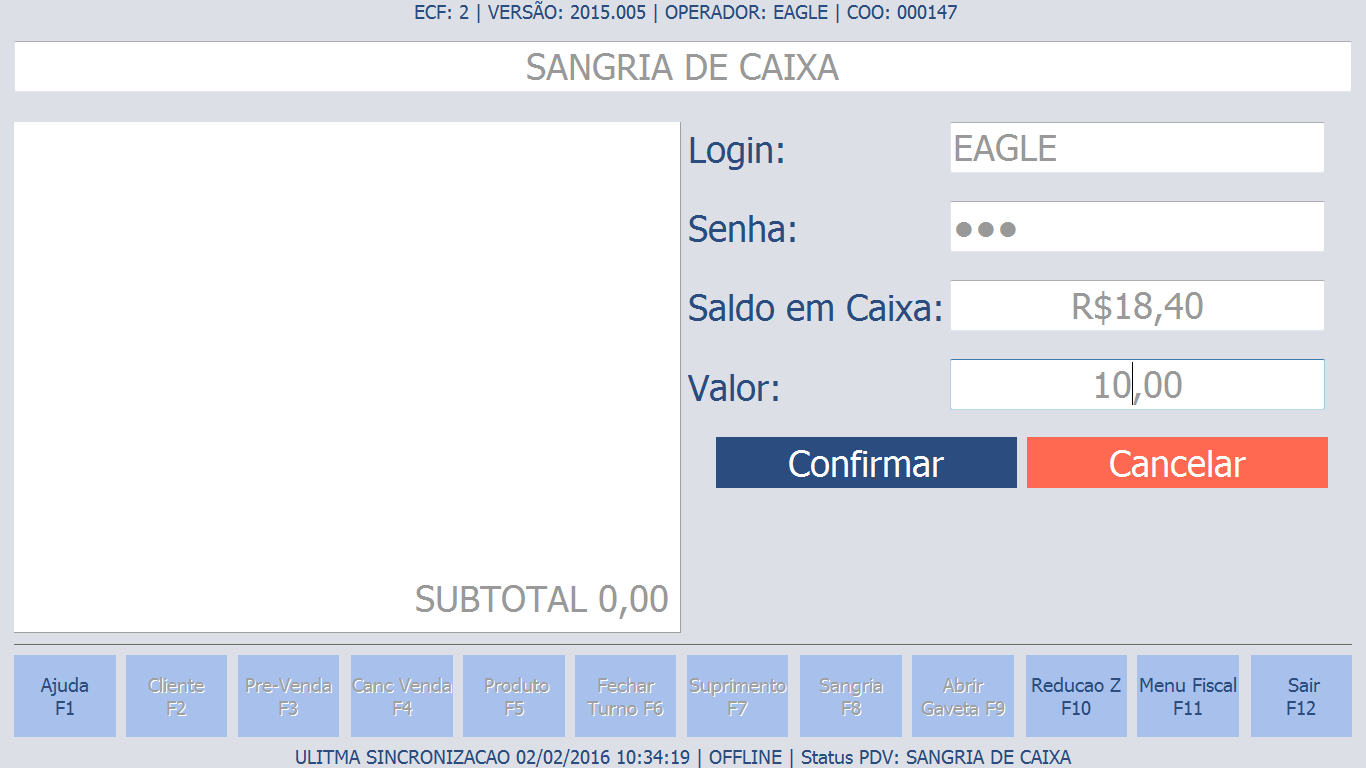 ECF: 2 | VERSÃO: 2015.005 | OPERADOR: EAGLE | COO: 000147
SANGRIA DE CAIXA
Login: EAGLE
Senha: ●●●
Saldo em Caixa: R$18,40
Valor: 10,00
Confirmar Cancelar
SUBTOTAL 0,00
Ajuda F1
Cliente F2
Pre-Venda F3
Canc Venda F4
Produto F5
Fechar Turno F6
Suprimento F7
Sangria F8
Abrir Gaveta F9
Reducao Z F10
Menu Fiscal F11
Sair F12
ULITMA SINCRONIZACAO 02/02/2016 10:34:19 | OFFLINE | Status PDV: SANGRIA DE CAIXA